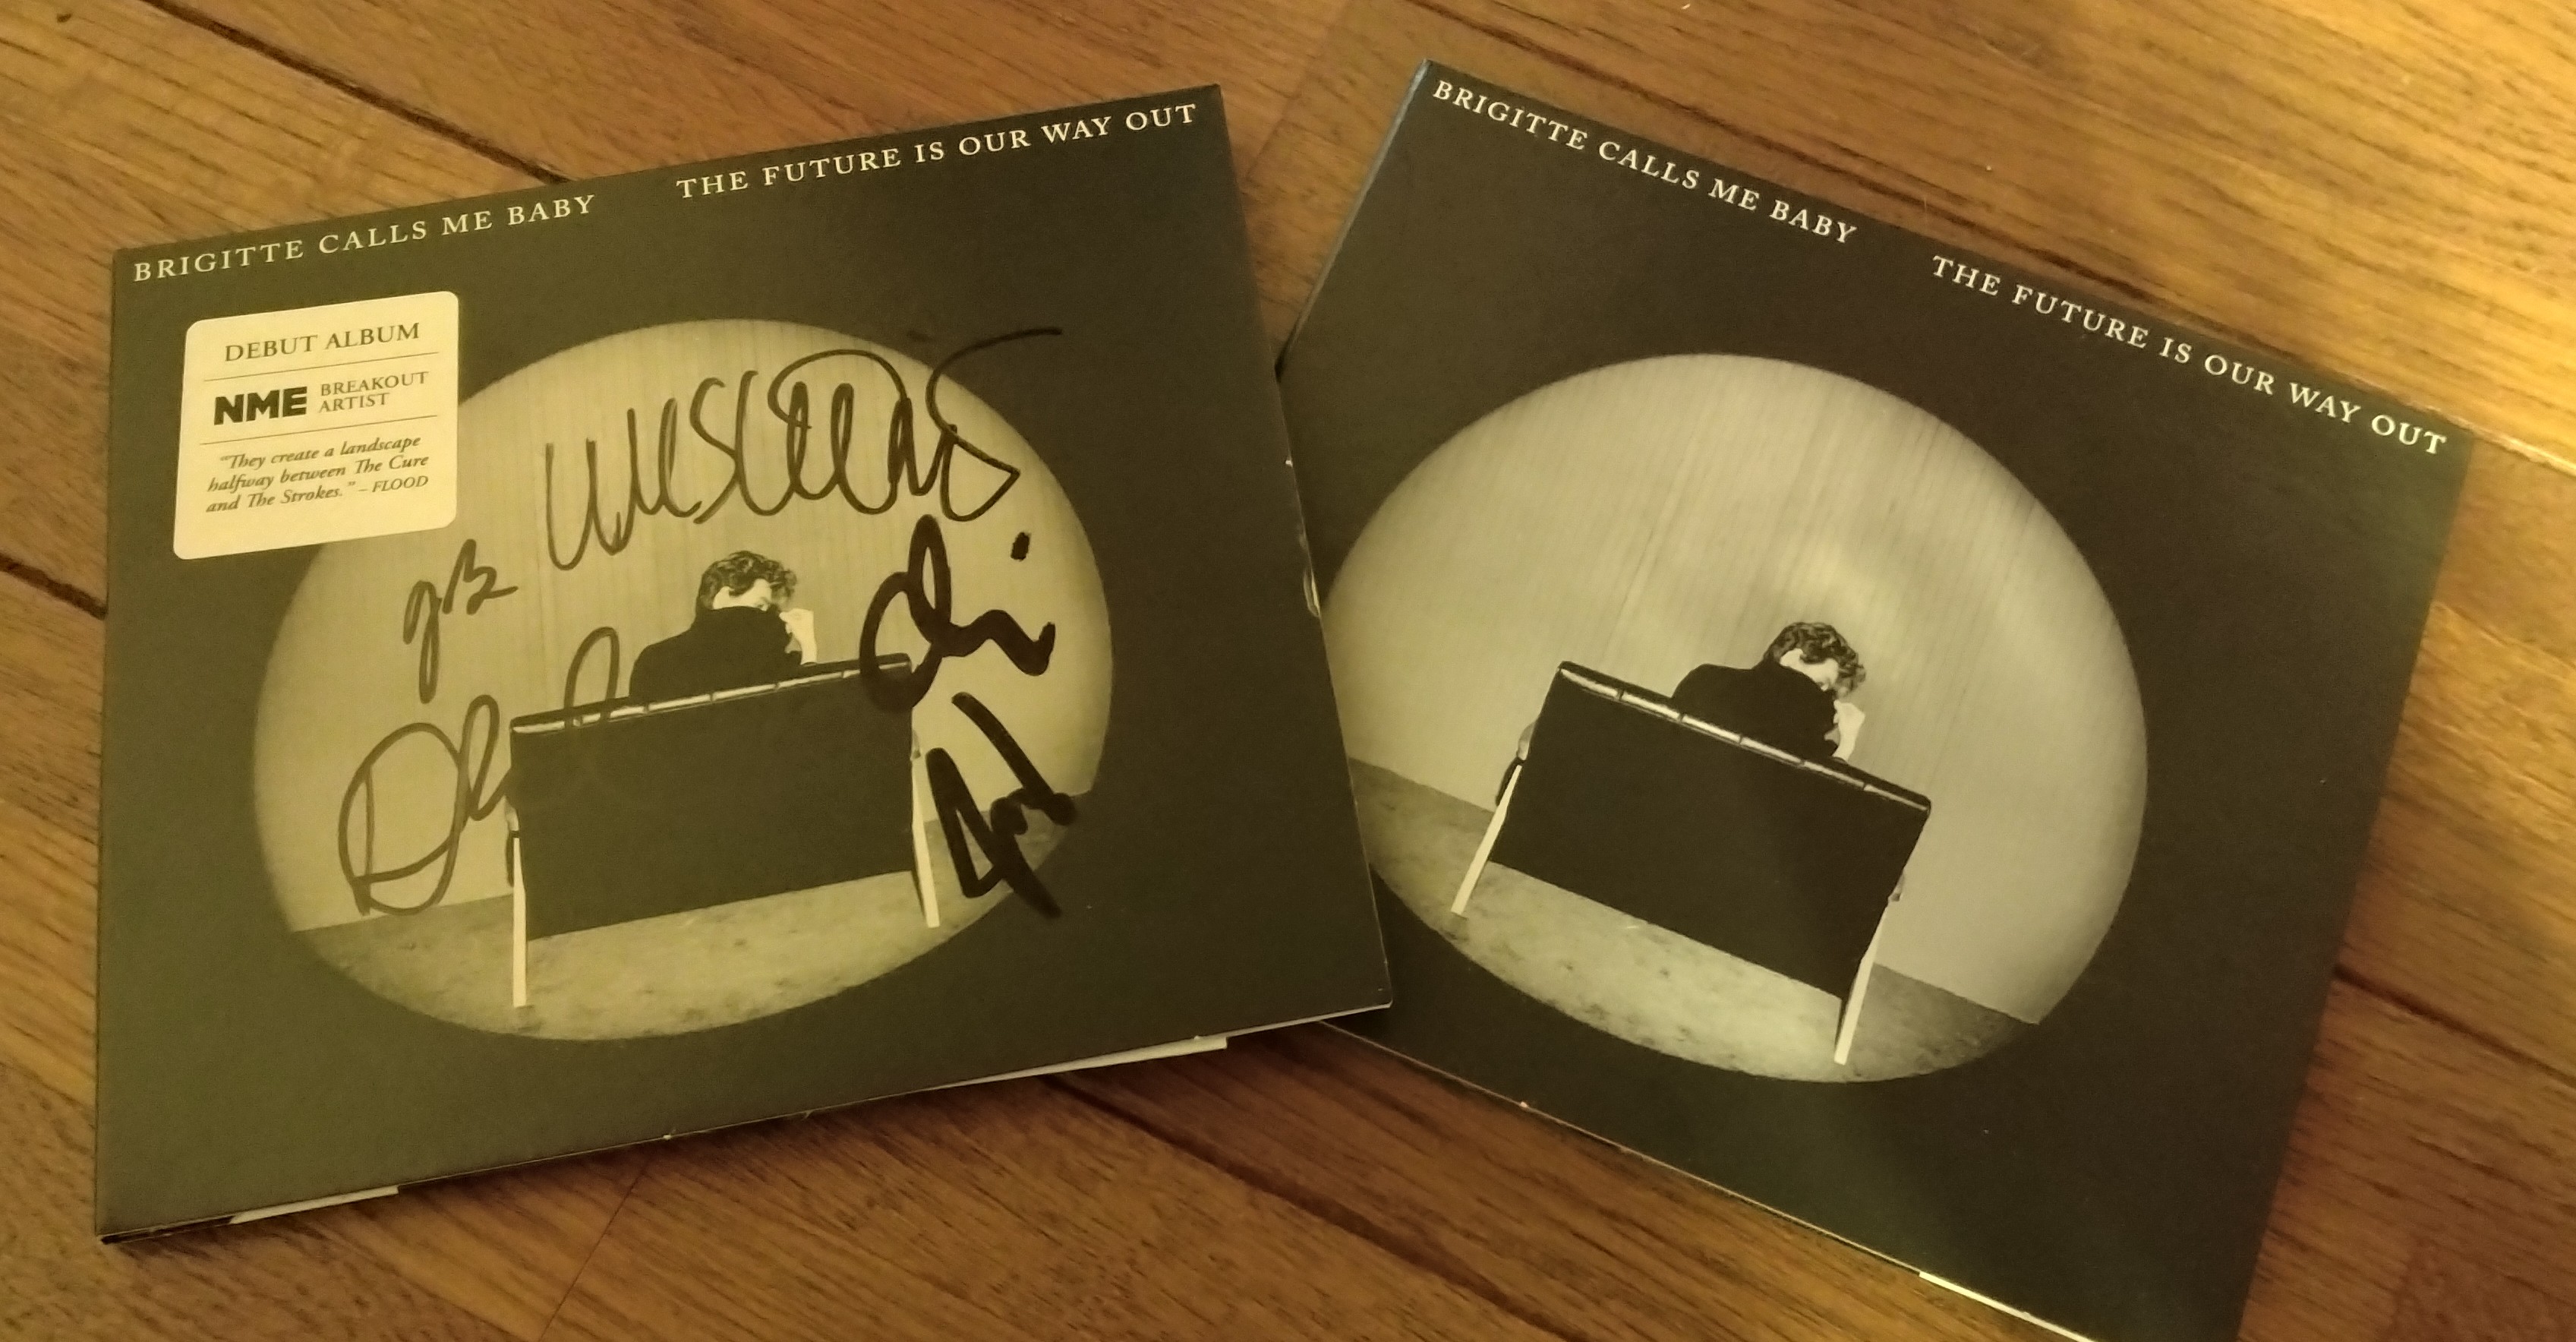 BRIGITTE CALLS ME BABY THE FUTURE IS OUR WAY OUT
DEBUT ALBUM
NME BREAKOUT
ARTIST
"They create a landscape
halfway between The Cure
and The Strokes." – FLOOD
BRIGITTE CALLS ME BABY THE FUTURE IS OUR WAY OUT